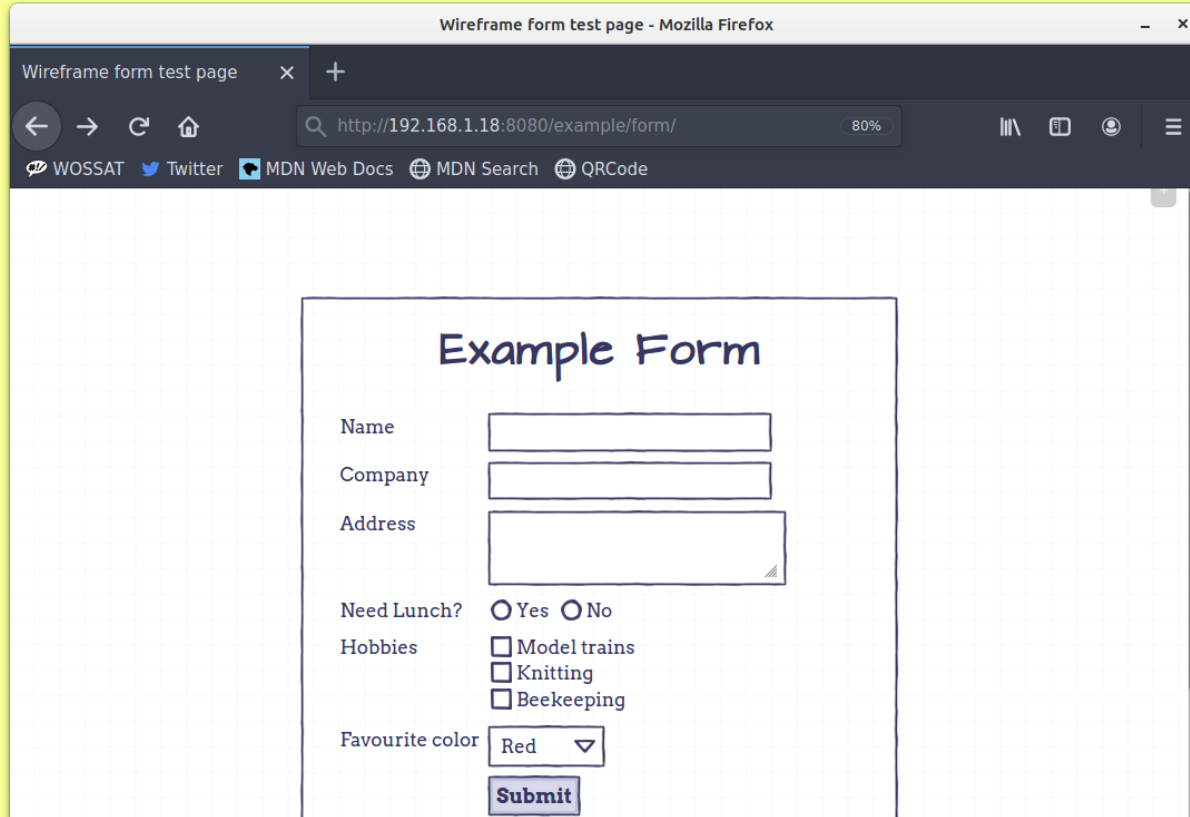 Wireframe form test page - Mozilla Firefox
Wireframe form test page
http://192.168.1.18:8080/example/form/ 80%
WOSSAT Twitter MDN Web Docs MDN Search QRCode
Example Form
Name
Company
Address
Need Lunch? Yes No
Hobbies Model trains
Knitting
Beekeeping
Favourite color Red
Submit